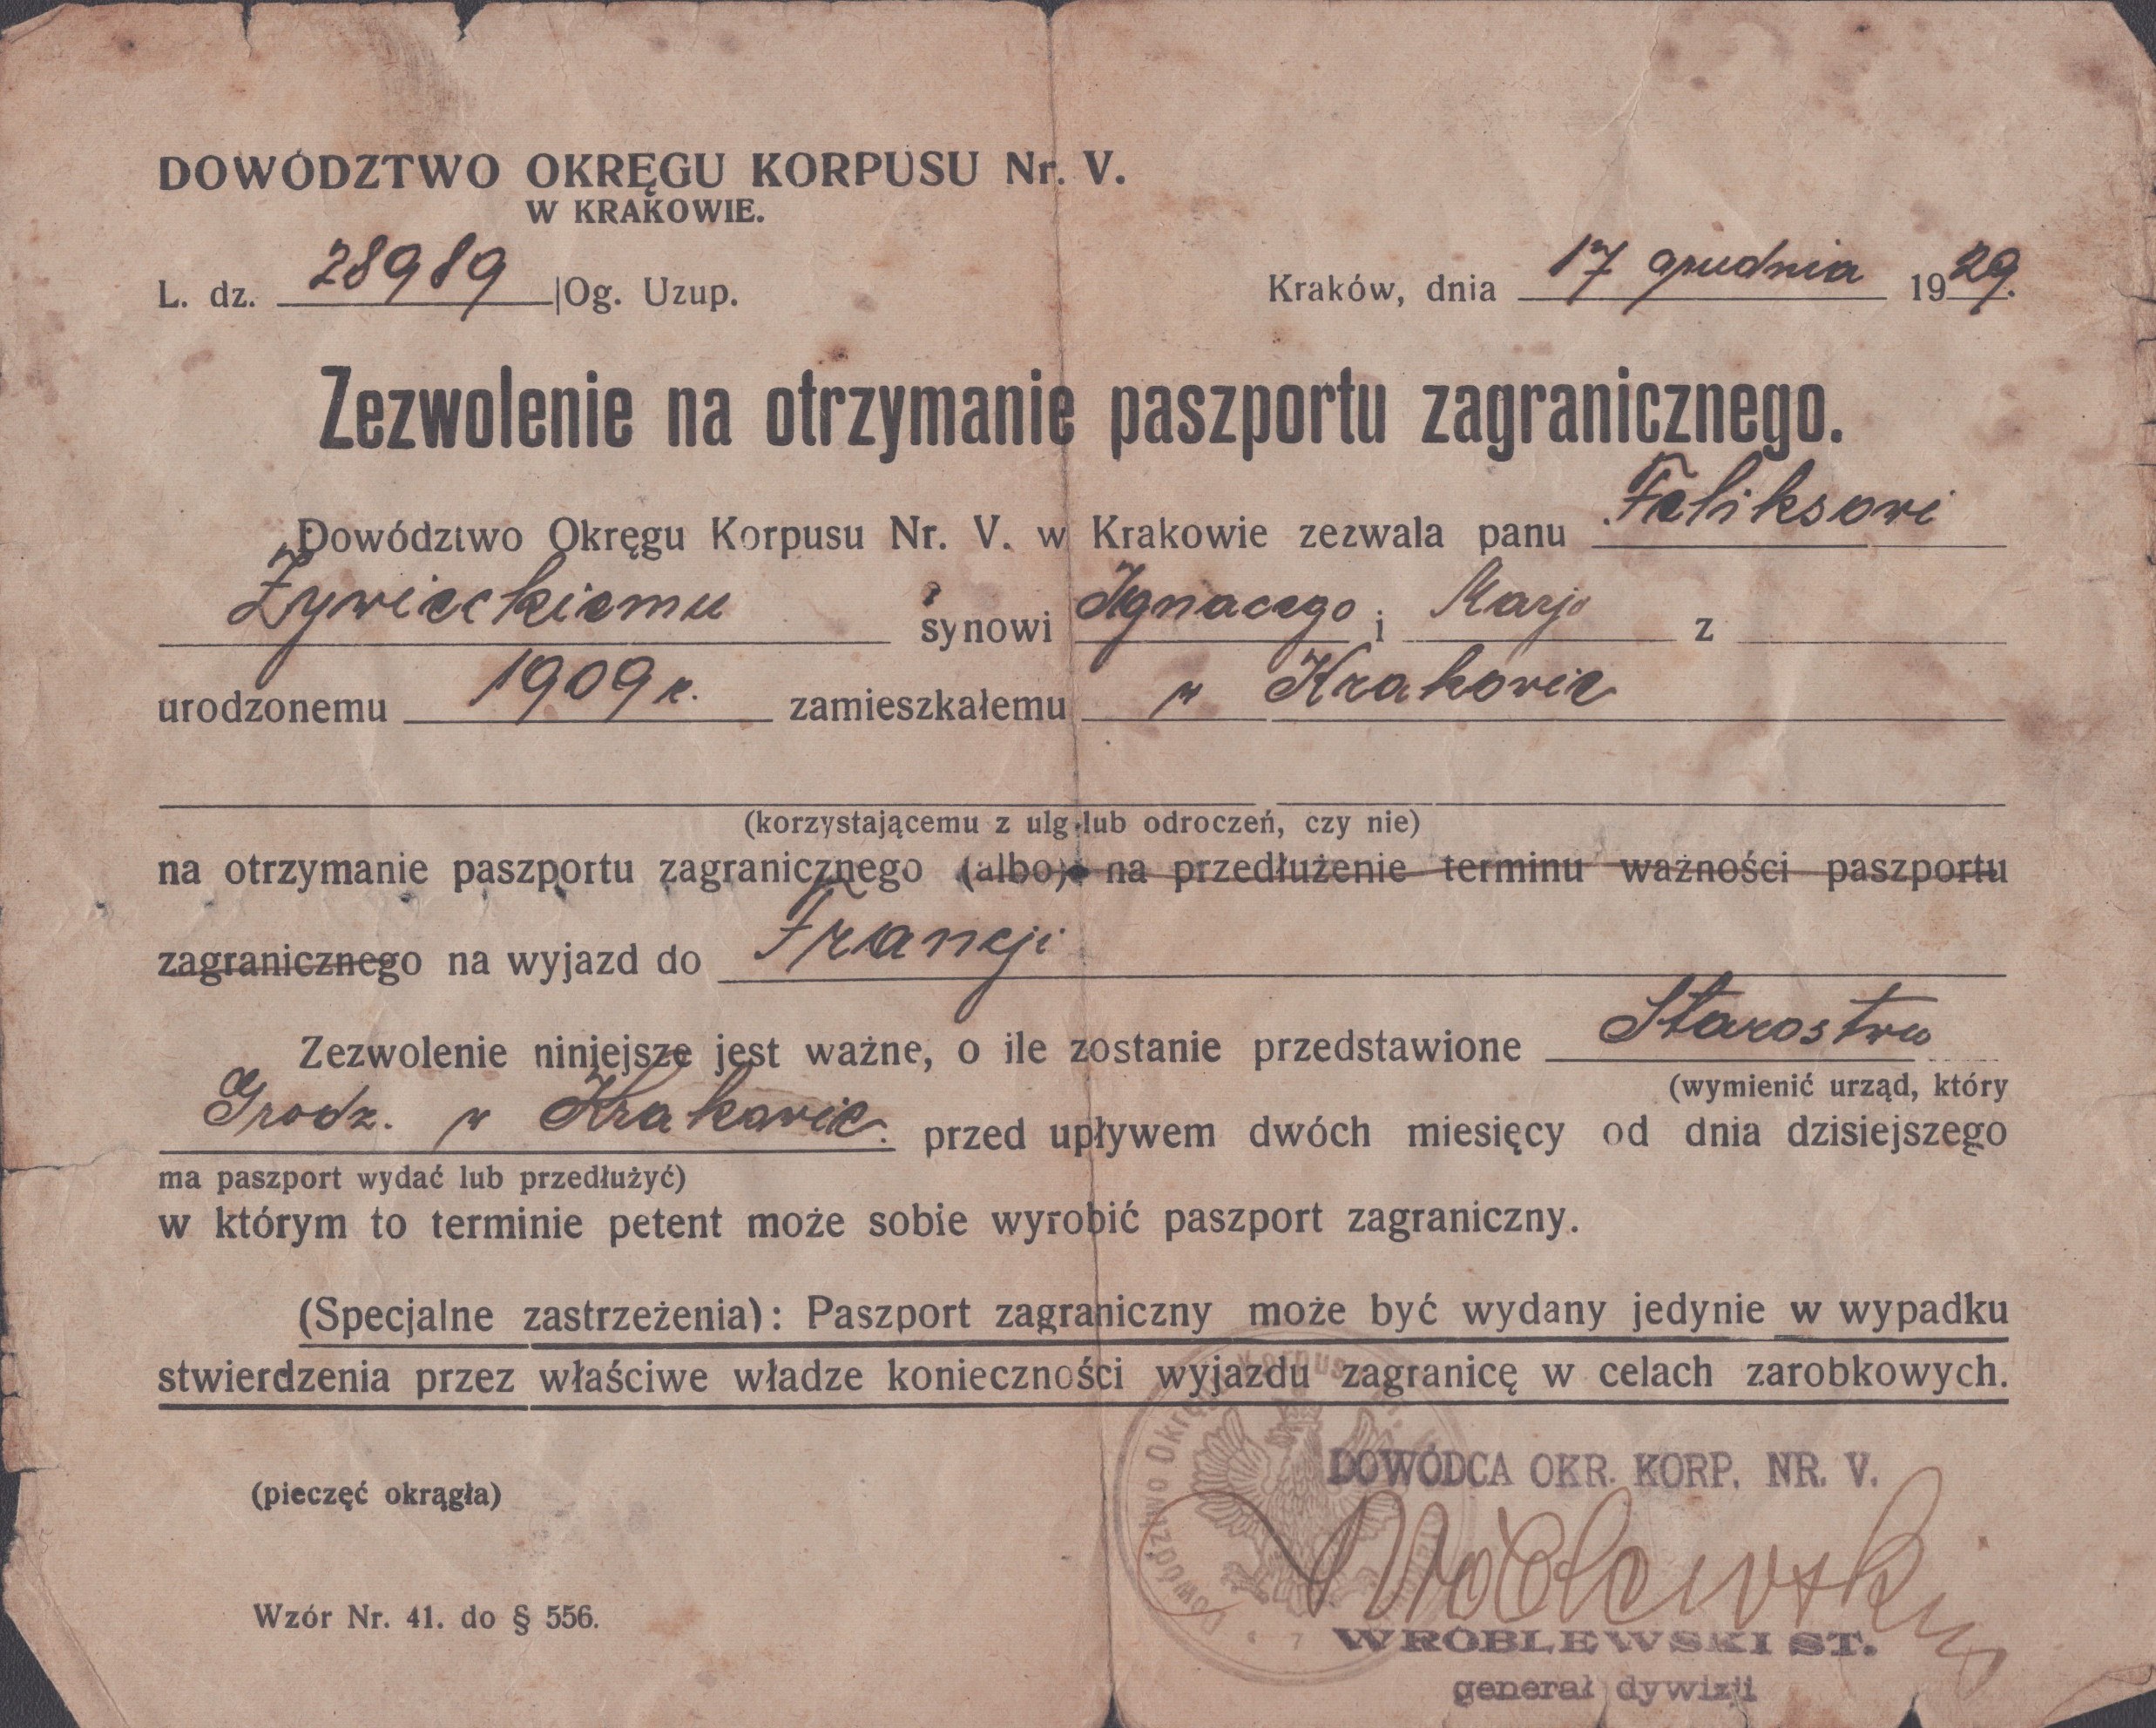 DOWÓDZTWO OKRĘGU KORPUSU Nr. V.
W KRAKOWIE.
L. dz. 28989 |Og. Uzup.
Kraków, dnia 17 grudnia 1929.
Zezwolenie na otrzymanie paszportu zagranicznego.
Dowództwo Okręgu Korpusu Nr. V. w Krakowie zezwala panu Feliksowi
Żywieckiemu synowi Ignacego i Marji z
urodzonemu 1909 r. zamieszkałemu w Krakowie
(korzystającemu z ulg lub odroczeń, czy nie)
na otrzymanie paszportu zagranicznego (albo) na przedłużenie terminu ważności paszportu
zagranicznego na wyjazd do Francji
Zezwolenie niniejsze jest ważne, o ile zostanie przedstawione Starostwu
(wymienić urząd, który
Grodz. w Krakowie. przed upływem dwóch miesięcy od dnia dzisiejszego
ma paszport wydać lub przedłużyć)
w którym to terminie petent może sobie wyrobić paszport zagraniczny.
(Specjalne zastrzeżenia): Paszport zagraniczny może być wydany jedynie w wypadku
stwierdzenia przez właściwe władze konieczności wyjazdu zagranicę w celach zarobkowych.
(pieczęć okrągła)
Dowództwo Okręgu Korpusu
DOWÓDCA OKR. KORP. NR. V.
Wróblewski
WRÓBLEWSKI ST.
generał dywizji
Wzór Nr. 41. do § 556.